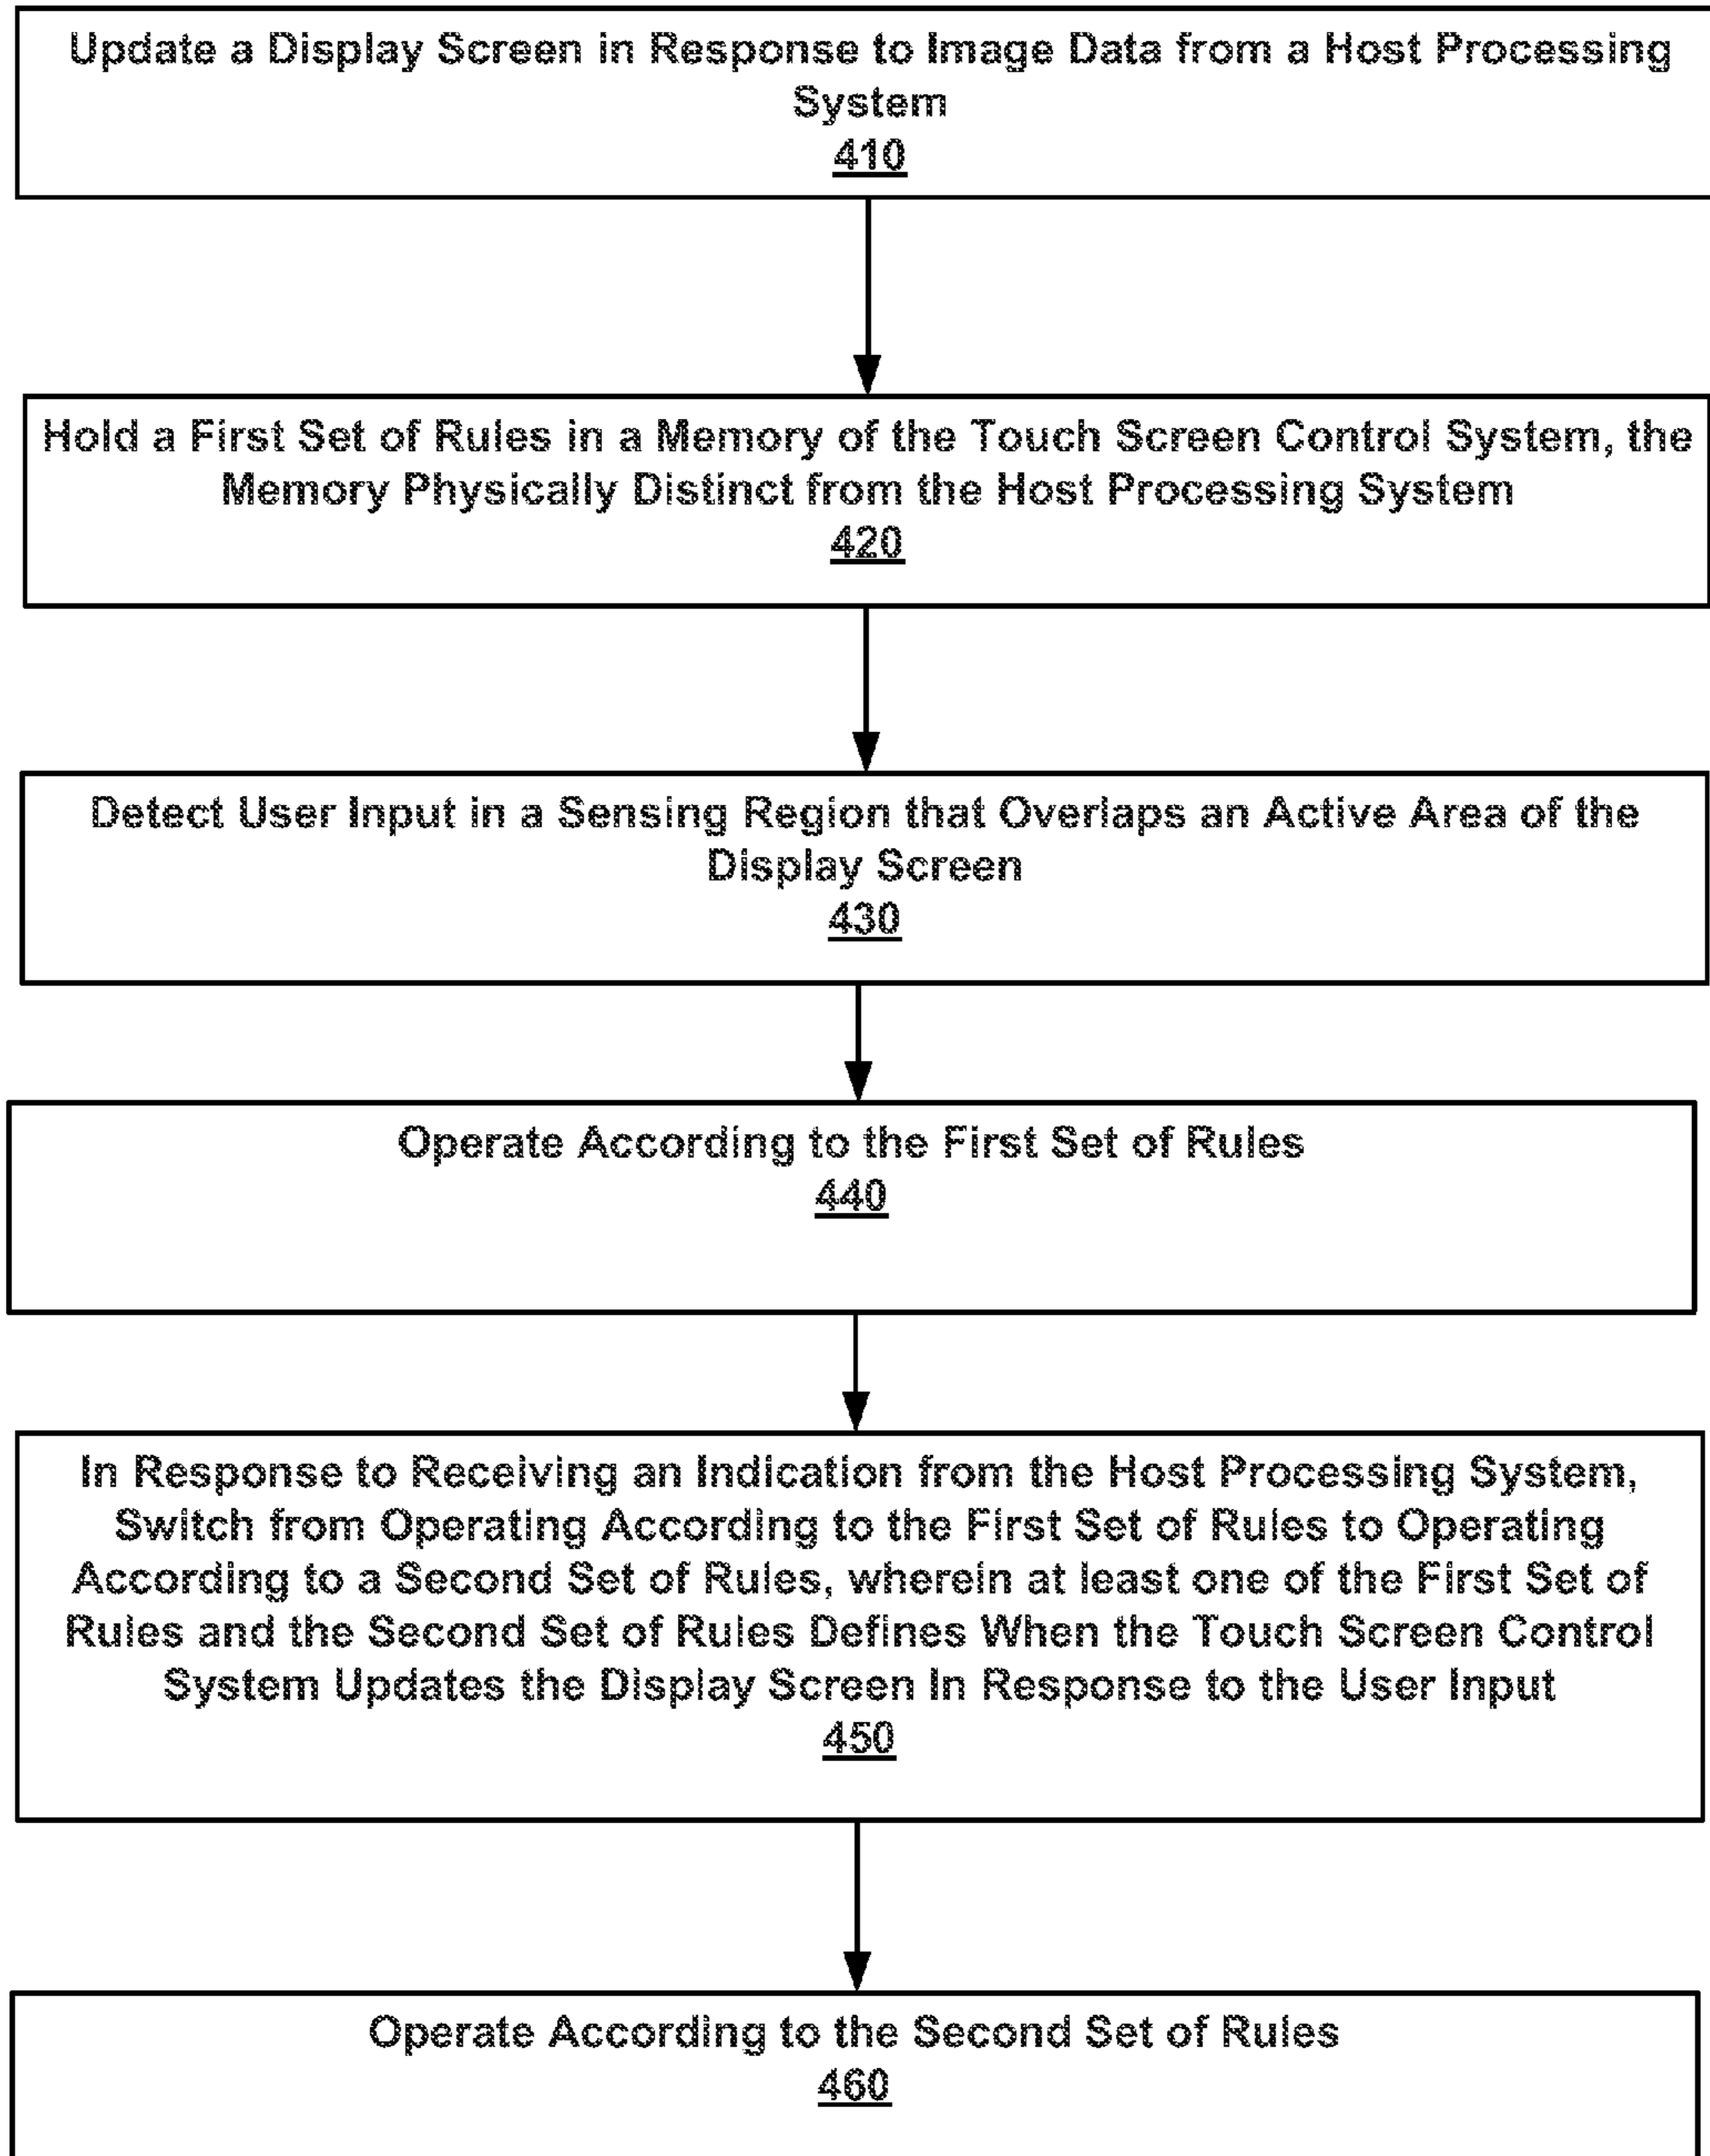 Update a Display Screen in Response to Image Data from a Host Processing
System
410
Hold a First Set of Rules in a Memory of the Touch Screen Control System, the
Memory Physically Distinct from the Host Processing System
420
Detect User Input in a Sensing Region that Overlaps an Active Area of the
Display Screen
430
Operate According to the First Set of Rules
440
In Response to Receiving an Indication from the Host Processing System,
Switch from Operating According to the First Set of Rules to Operating
According to a Second Set of Rules, wherein at least one of the First Set of
Rules and the Second Set of Rules Defines When the Touch Screen Control
System Updates the Display Screen In Response to the User Input
450
Operate According to the Second Set of Rules
460